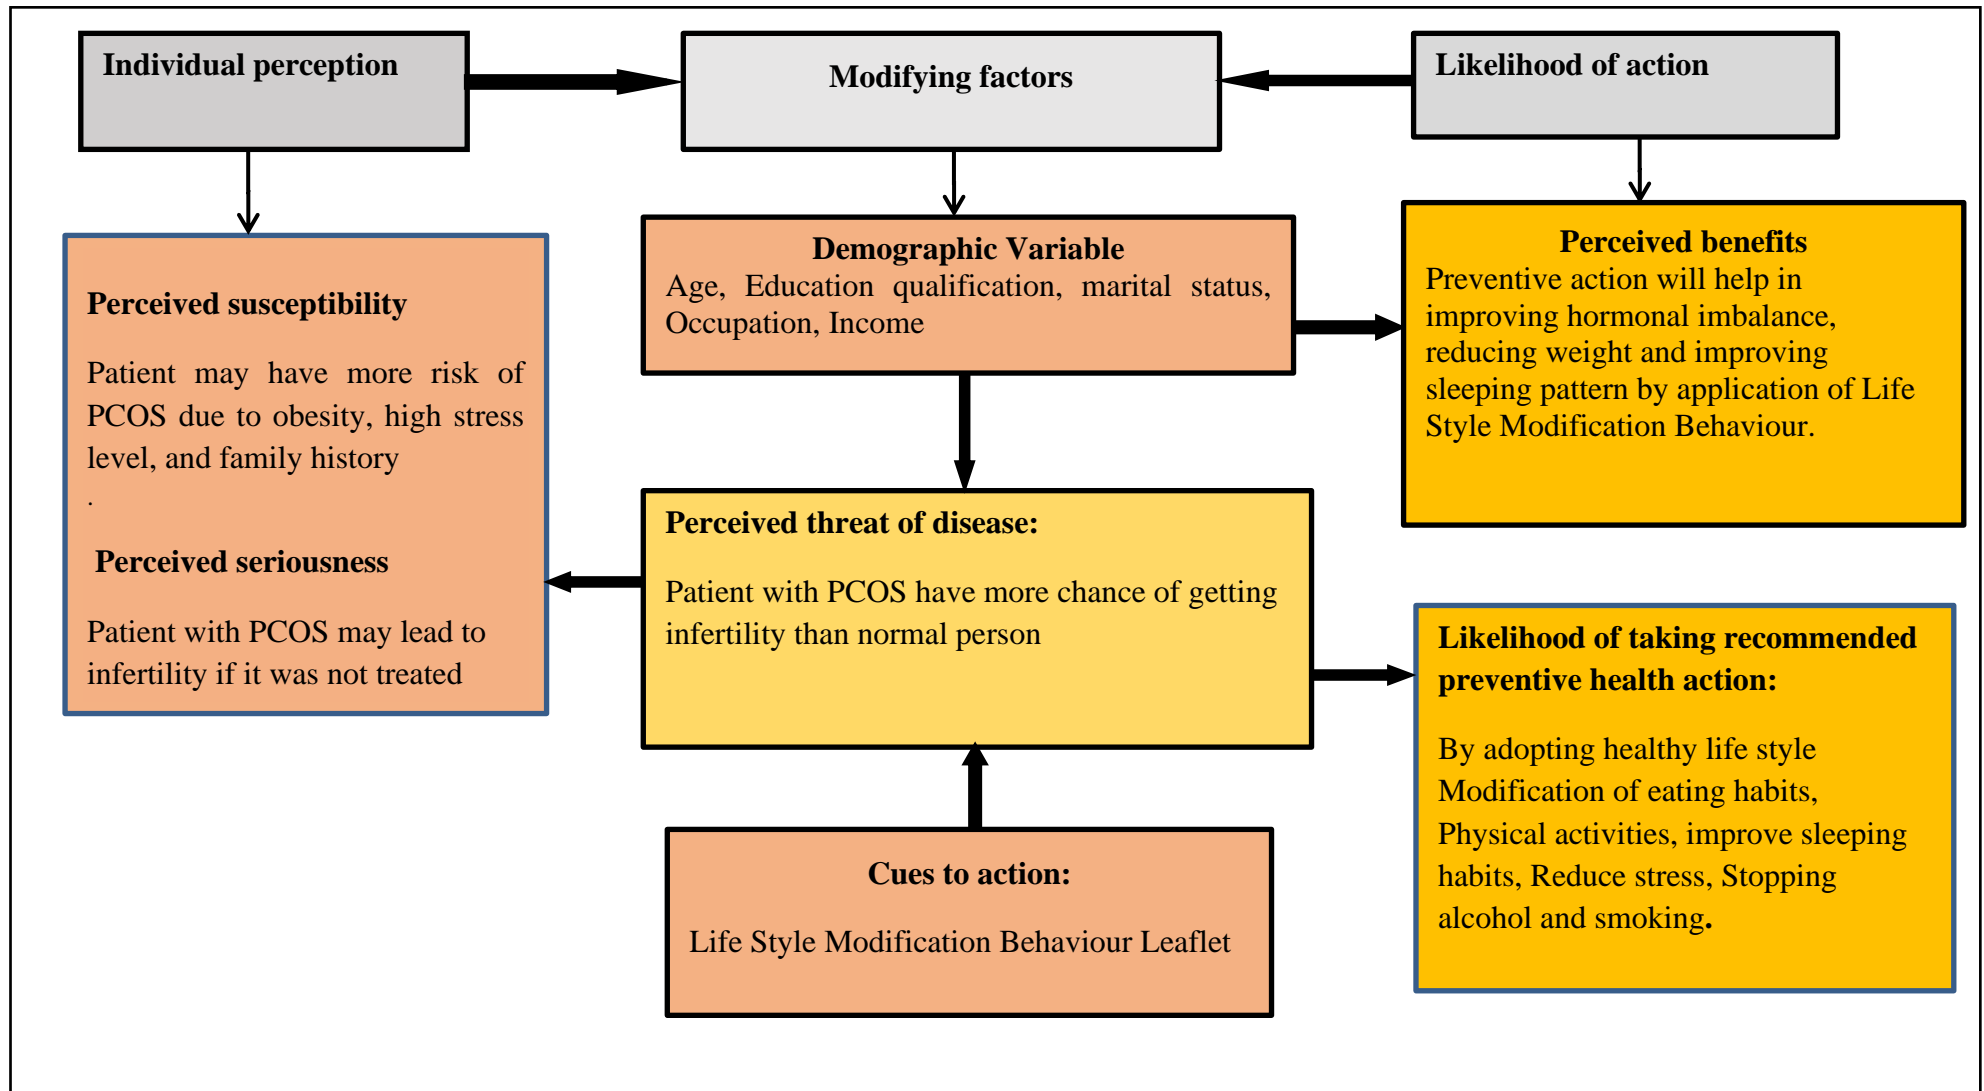 Individual perception
Modifying factors
Likelihood of action
Perceived susceptibility
Patient may have more risk of
PCOS due to obesity, high stress
level, and family history
.
Perceived seriousness
Patient with PCOS may lead to
infertility if it was not treated
Demographic Variable
Age, Education qualification, marital status,
Occupation, Income
Perceived threat of disease:
Patient with PCOS have more chance of getting
infertility than normal person
Cues to action:
Life Style Modification Behaviour Leaflet
Perceived benefits
Preventive action will help in
improving hormonal imbalance,
reducing weight and improving
sleeping pattern by application of Life
Style Modification Behaviour.
Likelihood of taking recommended
preventive health action:
By adopting healthy life style
Modification of eating habits,
Physical activities, improve sleeping
habits, Reduce stress, Stopping
alcohol and smoking.